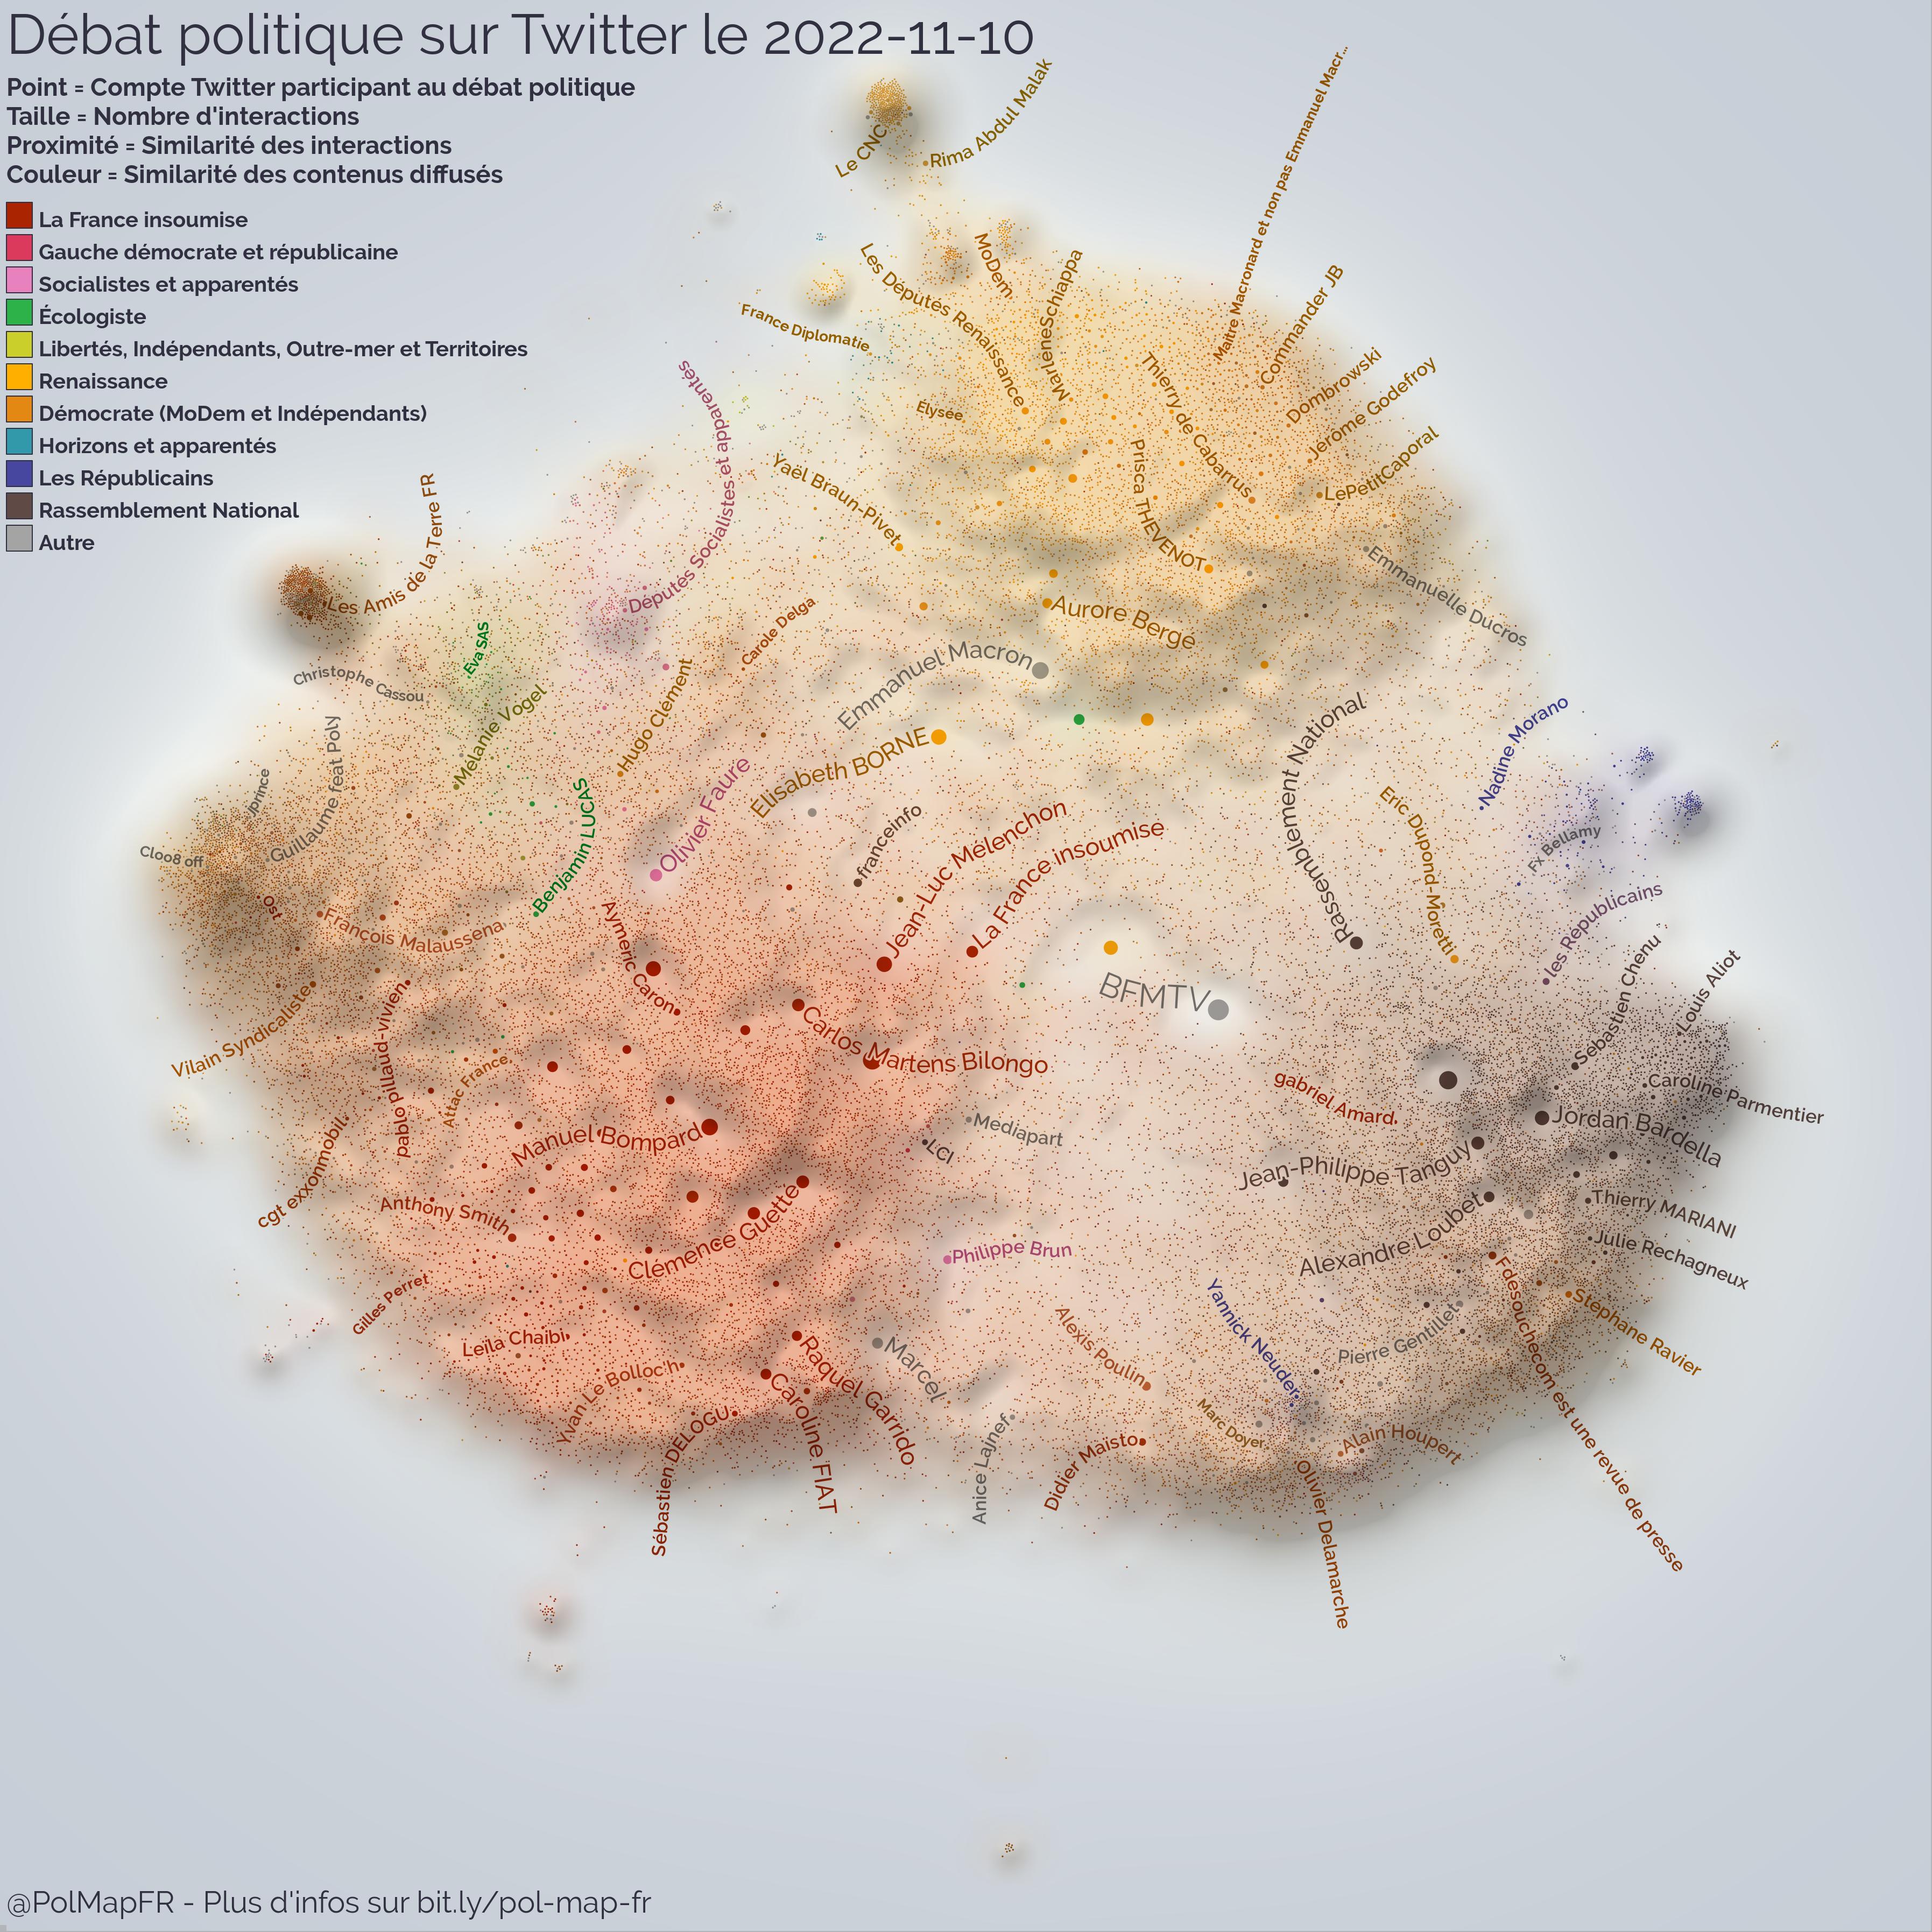 Débat politique sur Twitter le 2022-11-10
Point = Compte Twitter participant au débat politique
Taille = Nombre d'interactions
Proximité = Similarité des interactions
Couleur = Similarité des contenus diffusés
La France insoumise
Gauche démocrate et républicaine
Socialistes et apparentés
Écologiste
Libertés, Indépendants, Outre-mer et Territoires
Renaissance
Démocrate (MoDem et Indépendants)
Horizons et apparentés
Les Républicains
Rassemblement National
Autre
Le CNC
Rima Abdul Malak
Maitre Macronard et non pas Emmanuel Macr...
Les Députés Renaissance
MoDem
MarleneSchiappa
Commander JB
France Diplomatie
Thierry de Cabarrus
Dombrowski
Jérôme Godefroy
Elysée
LePetitCaporal
Prisca THEVENOT
Yaël Braun-Pivet
Députés Socialistes et apparentés
Les Amis de la Terre FR
Emmanuelle Ducros
Aurore Bergé
Carole Delga
Eva SAS
Christophe Cassou
Mélanie Vogel
Hugo Clément
Emmanuel Macron
Elisabeth BORNE
Rassemblement National
Nadine Morano
Jprince
Guillaume feat Poly
Cloo8 off
Benjamin LUCAS
Olivier Faure
franceinfo
Jean-Luc Mélenchon
La France insoumise
Eric Dupond-Moretti
Fx Bellamy
les Republicains
Ost
François Malaussena
Aymeric Caron
BFMTV
Sébastien Chenu
Louis Aliot
Vilain Syndicaliste
pablo pillaud-vivien
Attac France
Carlos Martens Bilongo
gabriel Amard
Caroline Parmentier
Jordan Bardella
Manuel Bompard
Mediapart
LCI
Jean-Philippe Tanguy
cgt exxonmobil
Anthony Smith
Clémence Guetté
Philippe Brun
Alexandre Loubet
Thierry MARIANI
Julie Rechagneux
Gilles Perret
Leïla Chaibi
Yvan Le Bolloc'h
Sébastien DELOGU
Caroline FIAT
Raquel Garrido
Marcel
Anice Lajnef
Alexis Poulin
Didier Maïsto
Yannick Neuder
Marc Doyer
Pierre Gentillet
Alain Houpert
Olivier Delamarche
Fdesouchecom est une revue de presse
Stephane Ravier
@PolMapFR - Plus d'infos sur bit.ly/pol-map-fr